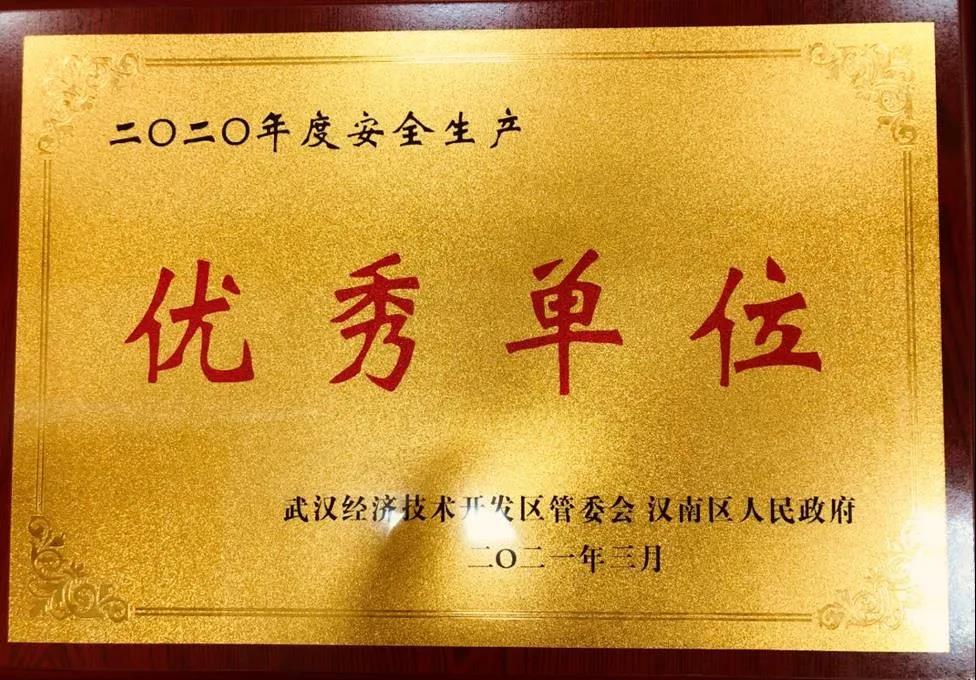 二〇二〇年度安全生产
优秀单位
武汉经济技术开发区管委会 汉南区人民政府
二〇二一年三月